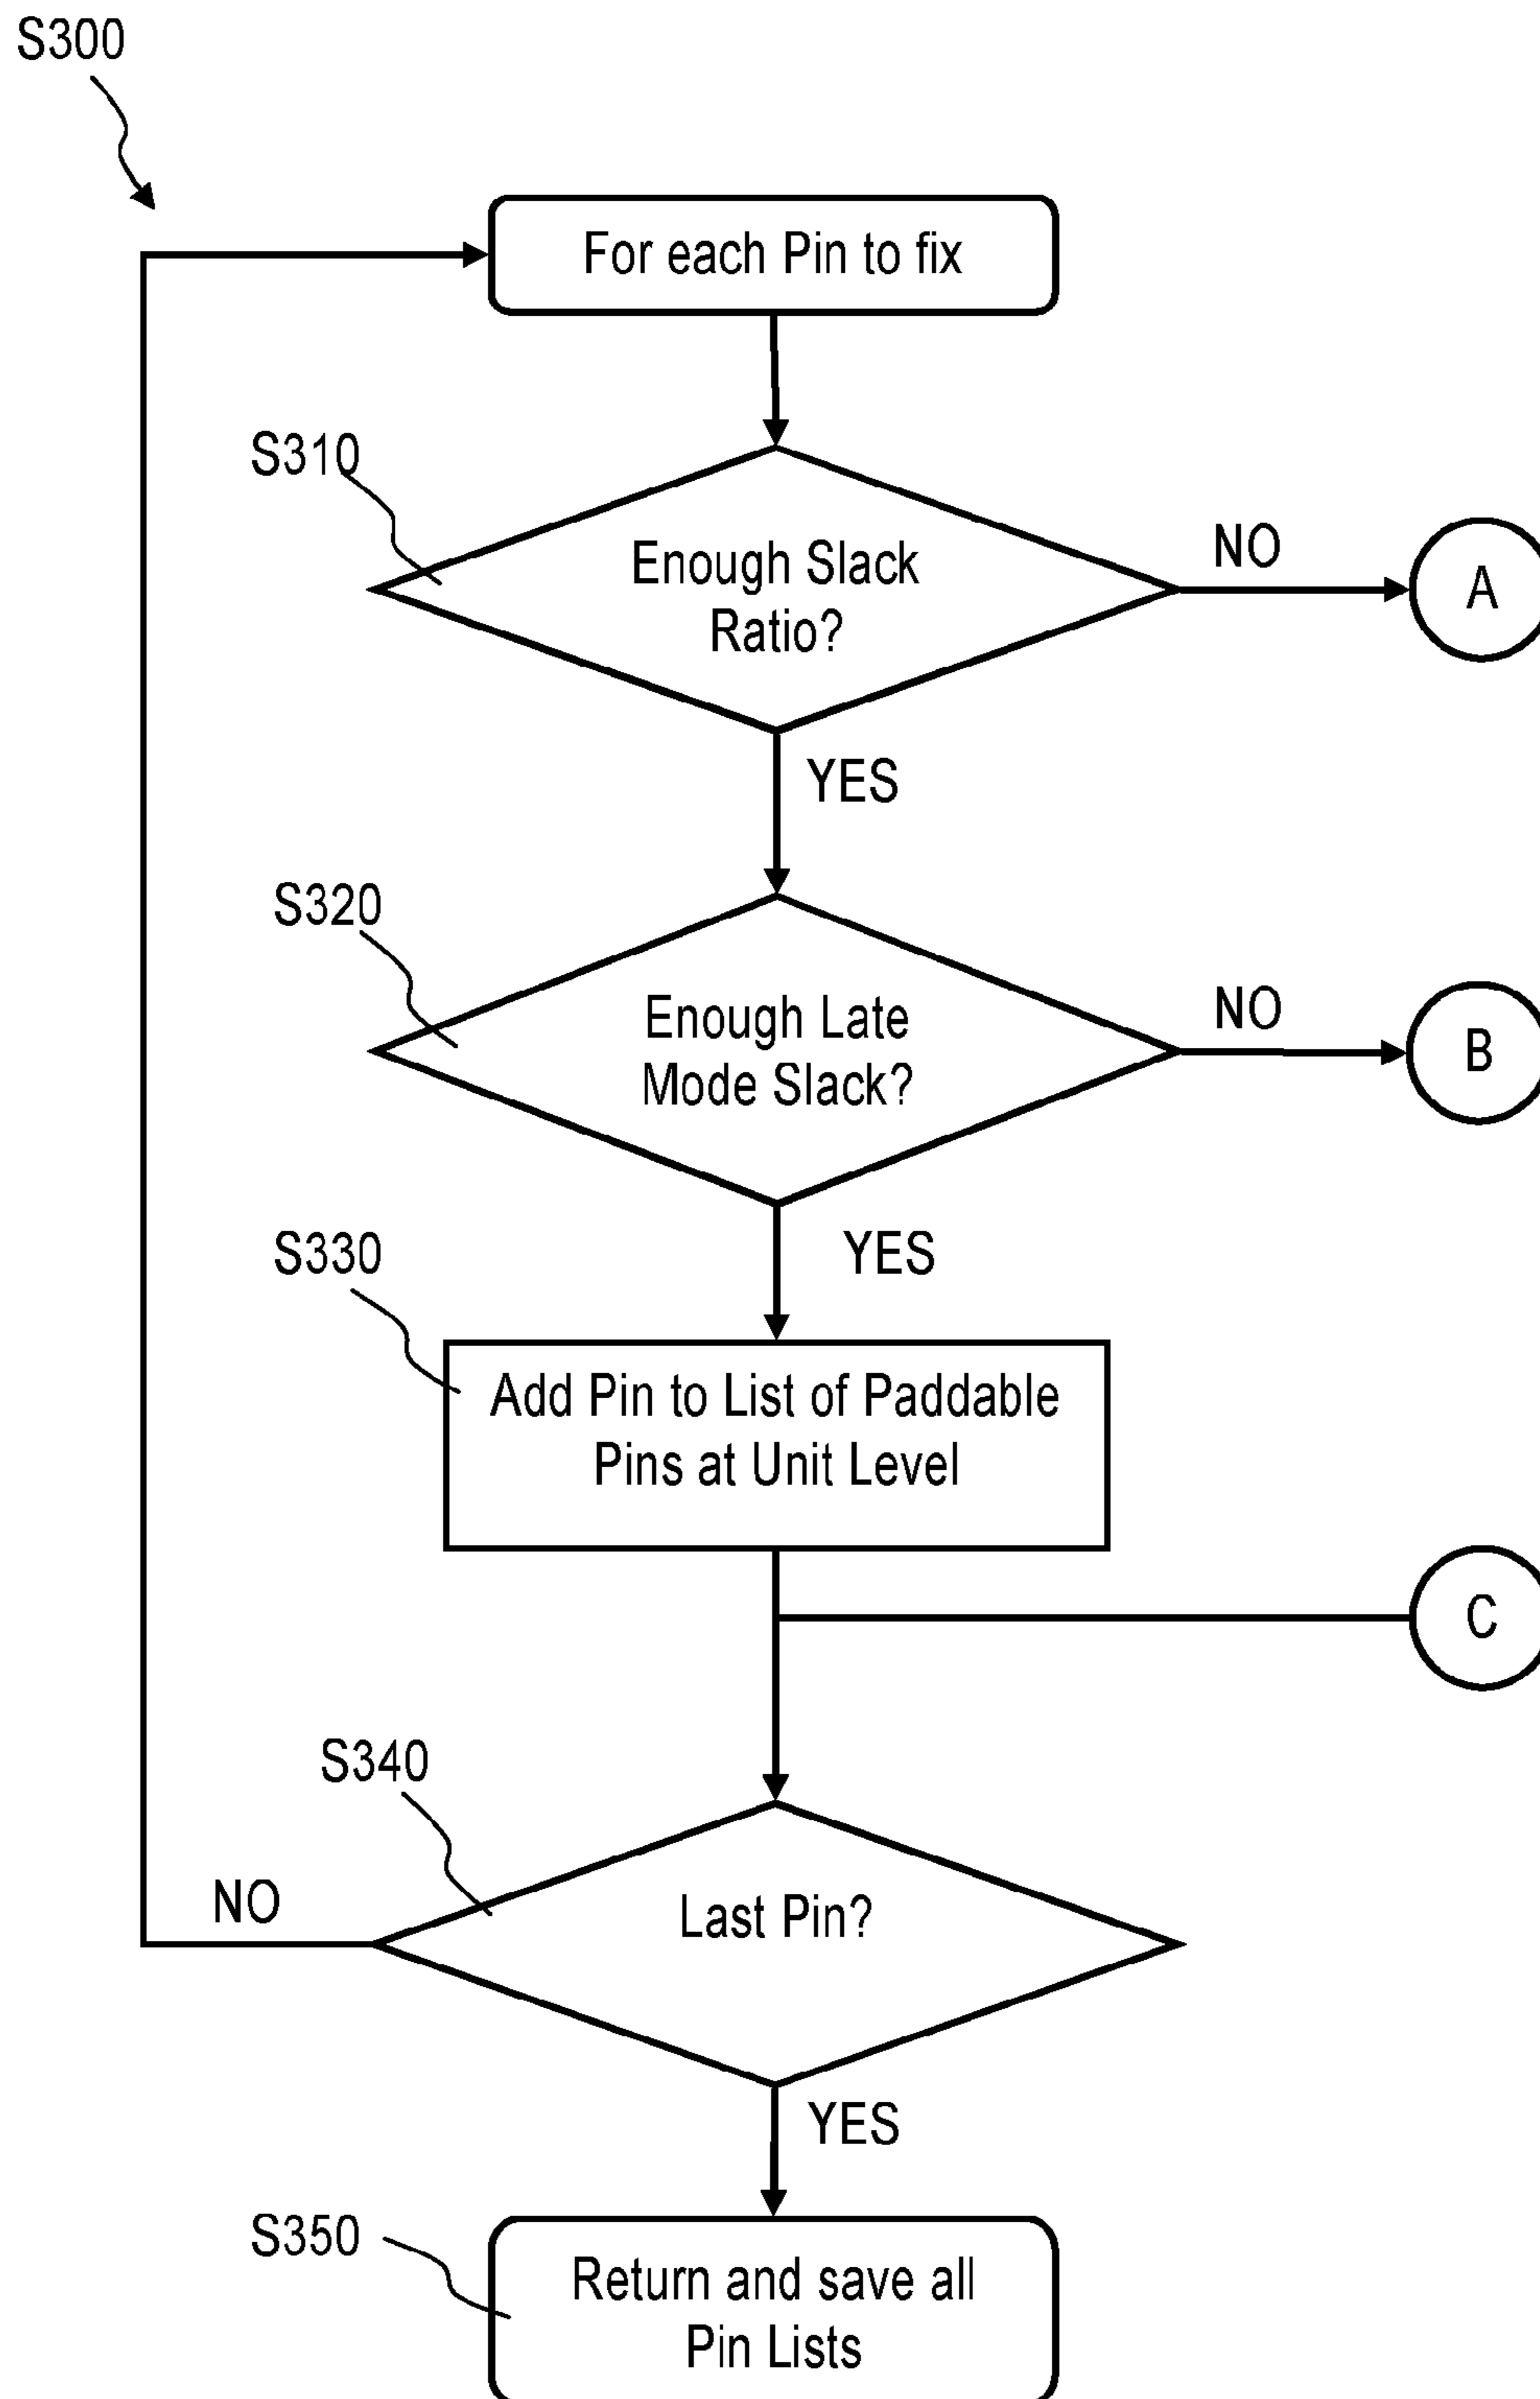 S300
For each Pin to fix
S310
Enough Slack
Ratio?
NO
A
YES
S320
Enough Late
Mode Slack?
NO
B
YES
S330
Add Pin to List of Paddable
Pins at Unit Level
C
S340
Last Pin?
NO
YES
S350
Return and save all
Pin Lists